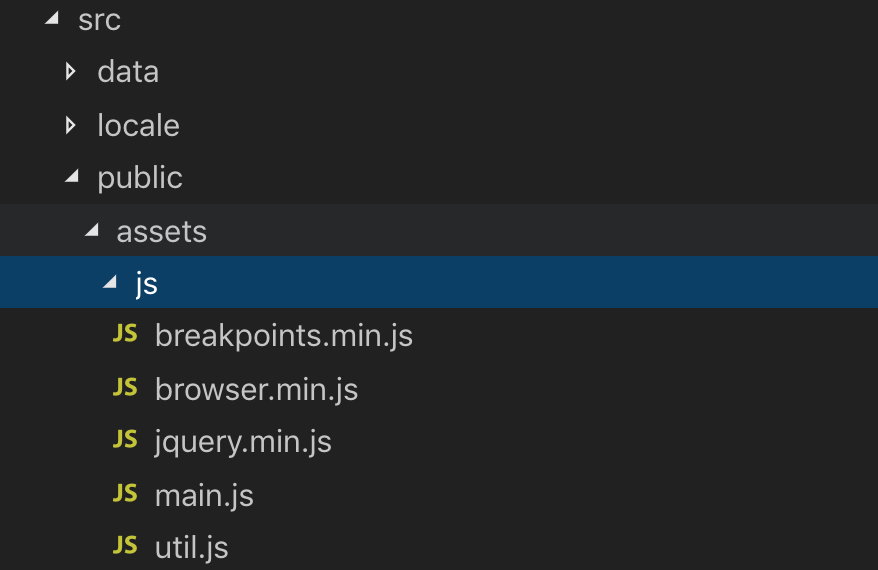 src
data
locale
public
assets
js
JS breakpoints.min.js
JS browser.min.js
JS jquery.min.js
JS main.js
JS util.js